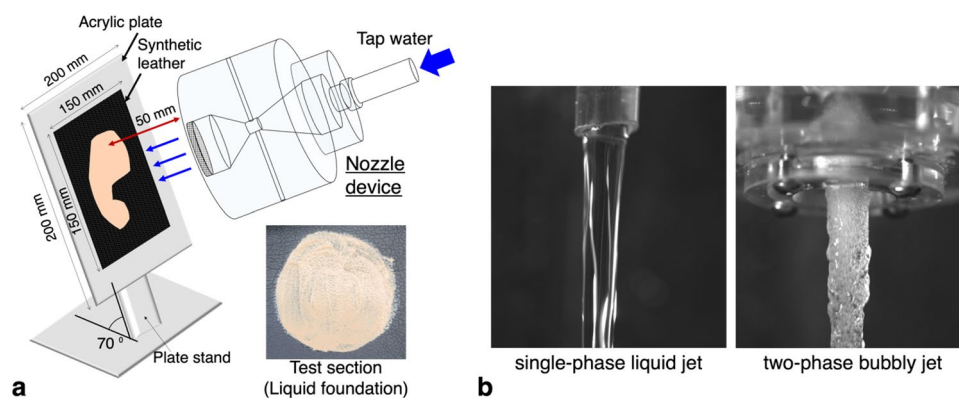 Acrylic plate
Synthetic
leather
Tap water
200 mm
150 mm
50 mm
Nozzle
device
200 mm
150 mm
70 0
Plate stand
Test section
(Liquid foundation)
a
single-phase liquid jet
two-phase bubbly jet
b